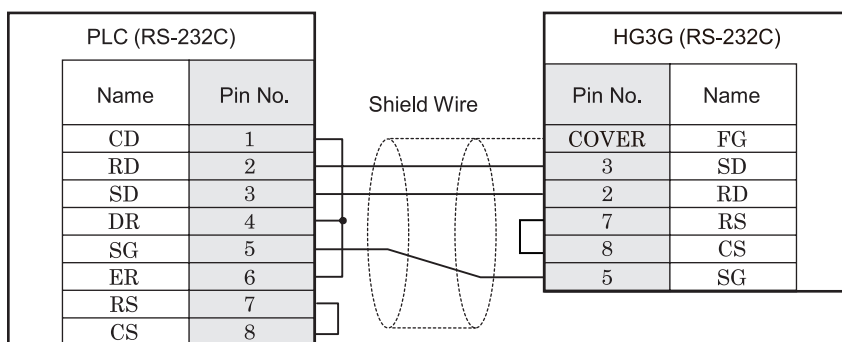 PLC (RS-232C)
Name Pin No.
CD 1
RD 2
SD 3
DR 4
SG 5
ER 6
RS 7
CS 8
Shield Wire
HG3G (RS-232C)
Pin No. Name
COVER FG
3 SD
2 RD
7 RS
8 CS
5 SG